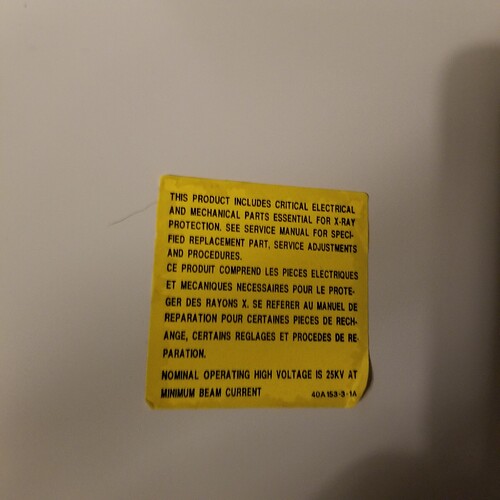 THIS PRODUCT INCLUDES CRITICAL ELECTRICAL
AND MECHANICAL PARTS ESSENTIAL FOR X-RAY
PROTECTION. SEE SERVICE MANUAL FOR SPECI-
FIED REPLACEMENT PART, SERVICE ADJUSTMENTS
AND PROCEDURES.
CE PRODUIT COMPREND LES PIECES ELECTRIQUES
ET MECANIQUES NECESSAIRES POUR LE PROTE-
GER DES RAYONS X. SE REFERER AU MANUEL DE
REPARATION POUR CERTAINES PIECES DE RECH-
ANGE, CERTAINS REGLAGES ET PROCEDES DE RE-
PARATION.
NOMINAL OPERATING HIGH VOLTAGE IS 25KV AT
MINIMUM BEAM CURRENT 40A153-3-1A